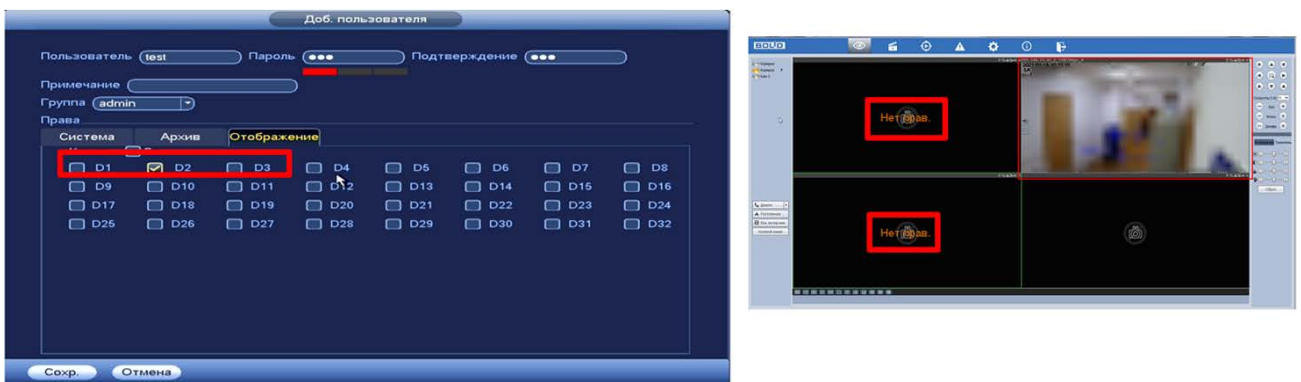 Доб. пользователя
Пользователь test Пароль ●●● Подтверждение ●●●
Примечание
Группа admin
Права
Система Архив Отображение
D1 D2 D3 D4 D5 D6 D7 D8
D9 D10 D11 D12 D13 D14 D15 D16
D17 D18 D19 D20 D21 D22 D23 D24
D25 D26 D27 D28 D29 D30 D31 D32
Сохр. Отмена
BOLID
Нет прав.
Нет прав.